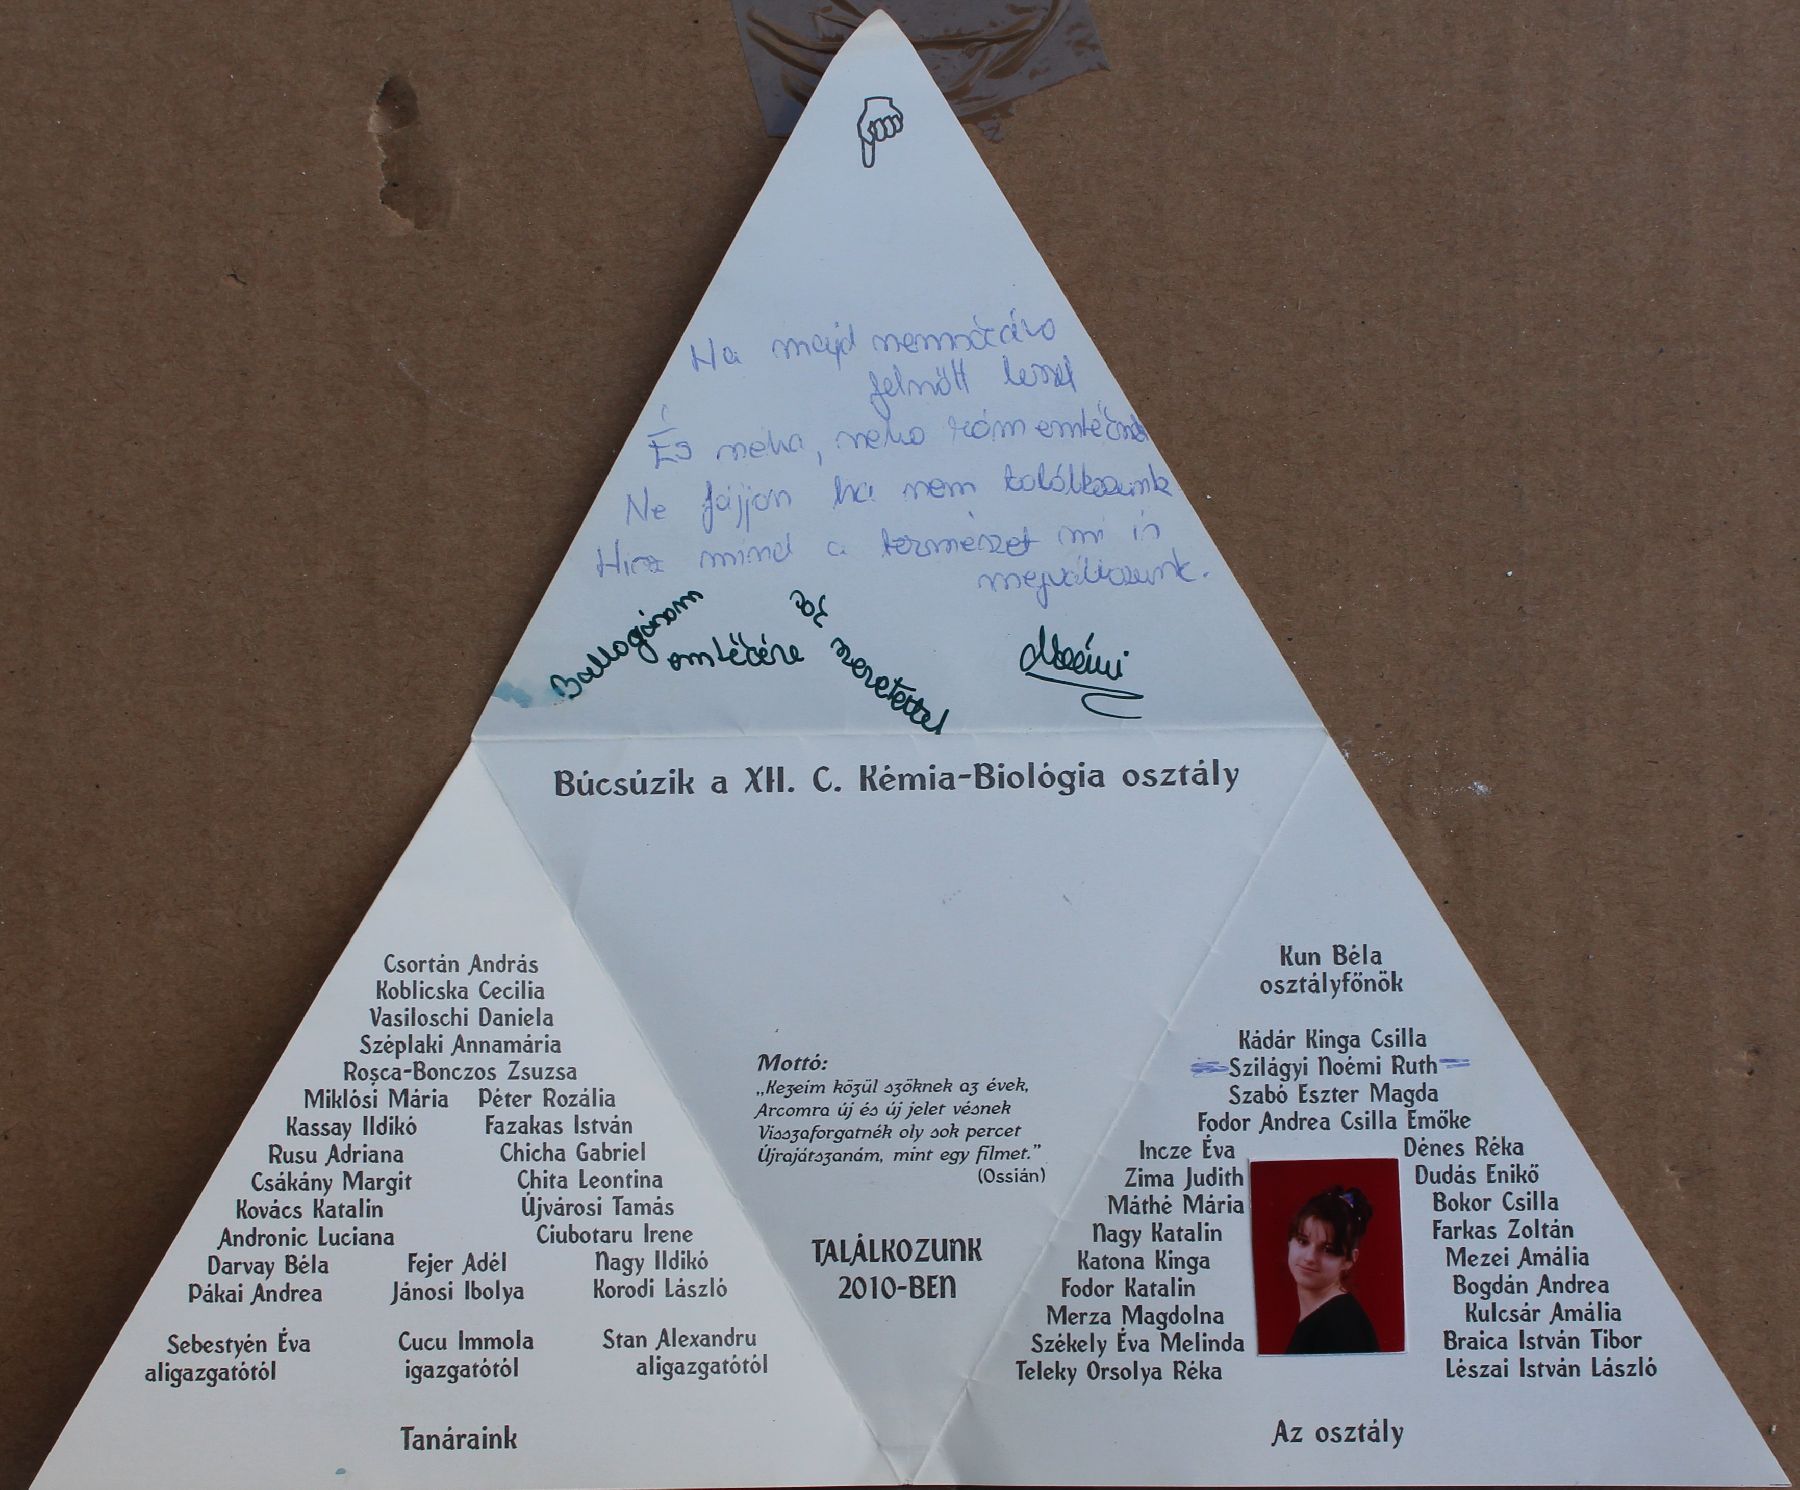 Ha majd
felnőtt leszel
És néha, néha rám emlékezel
Ne fájjon ha nem találkozunk
Hisz mind a természet mi is
megváltozunk.
Ballagásom emlékére sok szeretettel
Noémi
Búcsúzik a XII. C. Kémia-Biológia osztály
Csortán András
Koblicska Cecilia
Vasiloschi Daniela
Széplaki Annamária
Roșca-Bonczos Zsuzsa
Miklósi Mária Péter Rozália
Kassay Ildikó Fazakas István
Rusu Adriana Chicha Gabriel
Csákány Margit Chita Leontina
Kovács Katalin Újvárosi Tamás
Andronic Luciana Ciubotaru Irene
Darvay Béla Fejer Adél Nagy Ildikó
Pákai Andrea Jánosi Ibolya Korodi László
Sebestyén Éva Cucu Immola Stan Alexandru
aligazgatótól igazgatótól aligazgatótól
Tanáraink
Mottó:
„Kezeim közül szöknek az évek,
Arcomra új és új jelet vésnek
Visszaforgatnék oly sok percet
Újrajátszanám, mint egy filmet.”
(Ossián)
TALÁLKOZUNK
2010-BEN
Kun Béla
osztályfönök
Kádár Kinga Csilla
Szilágyi Noémi Ruth
Szabó Eszter Magda
Fodor Andrea Csilla Emőke
Incze Éva Dénes Réka
Zima Judith Dudás Enikő
Máthé Mária Bokor Csilla
Nagy Katalin Farkas Zoltán
Katona Kinga Mezei Amália
Fodor Katalin Bogdán Andrea
Merza Magdolna Kulcsár Amália
Székely Éva Melinda Braica István Tibor
Teleky Orsolya Réka Lészai István László
Az osztály